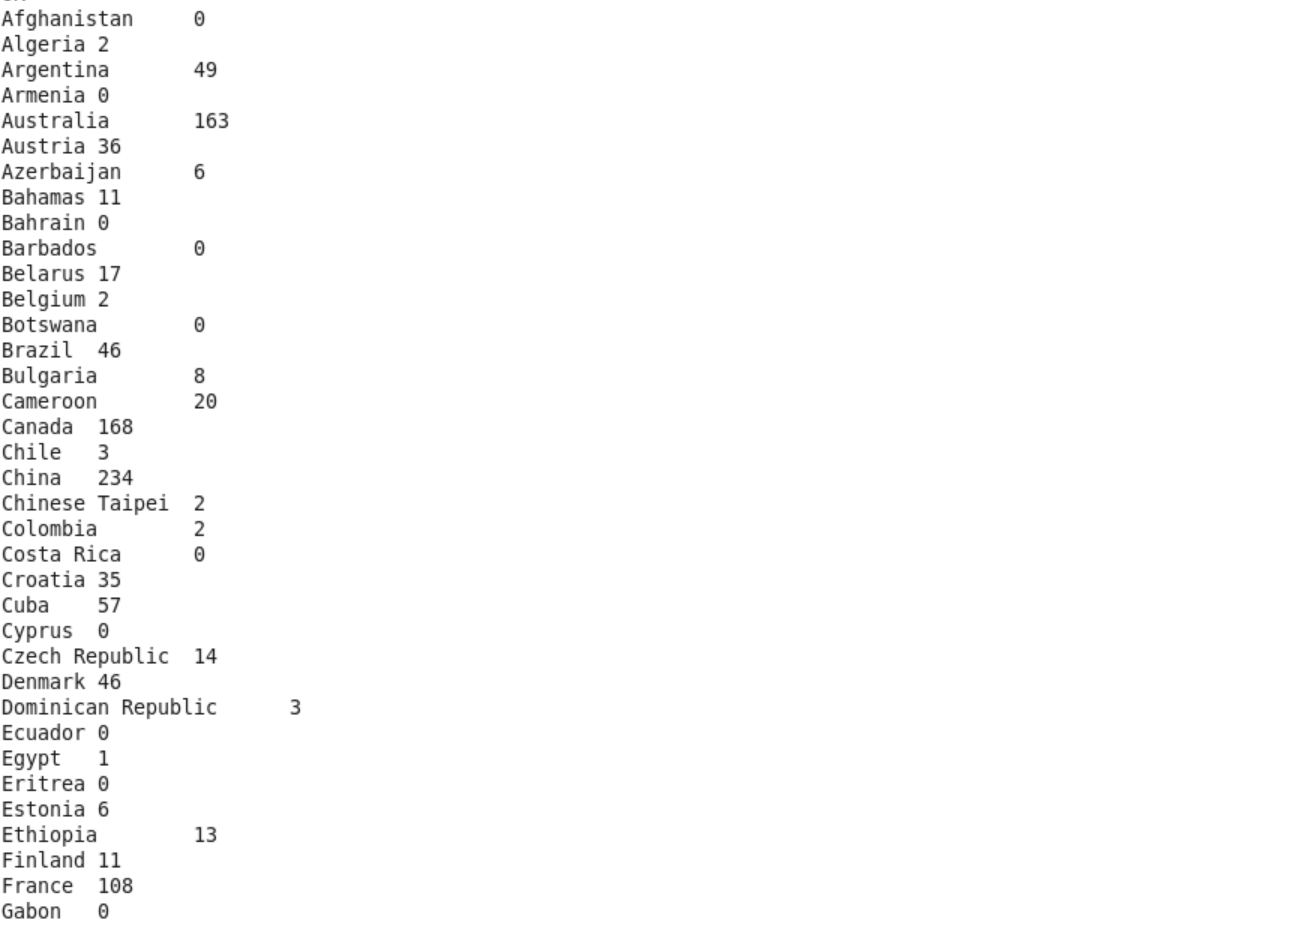 Afghanistan	0
Algeria	2
Argentina	49
Armenia	0
Australia	163
Austria	36
Azerbaijan	6
Bahamas	11
Bahrain	0
Barbados	0
Belarus	17
Belgium	2
Botswana	0
Brazil	46
Bulgaria	8
Cameroon	20
Canada	168
Chile	3
China	234
Chinese Taipei	2
Colombia	2
Costa Rica	0
Croatia	35
Cuba	57
Cyprus	0
Czech Republic	14
Denmark	46
Dominican Republic	3
Ecuador	0
Egypt	1
Eritrea	0
Estonia	6
Ethiopia	13
Finland	11
France	108
Gabon	0